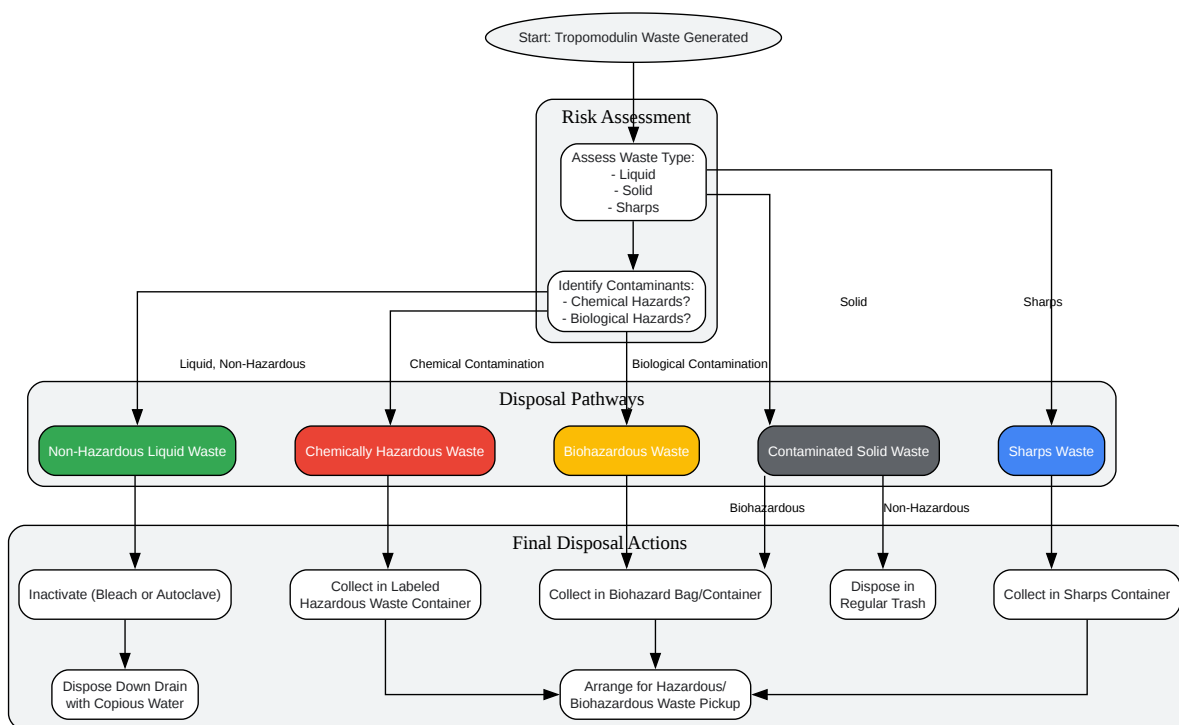 Start: Tropomodulin Waste Generated
Risk Assessment
Assess Waste Type:
- Liquid
- Solid
- Sharps
Identify Contaminants:
- Chemical Hazards?
- Biological Hazards?
Solid
Sharps
Liquid, Non-Hazardous
Chemical Contamination
Biological Contamination
Disposal Pathways
Non-Hazardous Liquid Waste
Chemically Hazardous Waste
Biohazardous Waste
Contaminated Solid Waste
Sharps Waste
Biohazardous
Non-Hazardous
Final Disposal Actions
Inactivate (Bleach or Autoclave)
Collect in Labeled
Hazardous Waste Container
Collect in Biohazard Bag/Container
Dispose in
Regular Trash
Collect in Sharps Container
Dispose Down Drain
with Copious Water
Arrange for Hazardous/
Biohazardous Waste Pickup